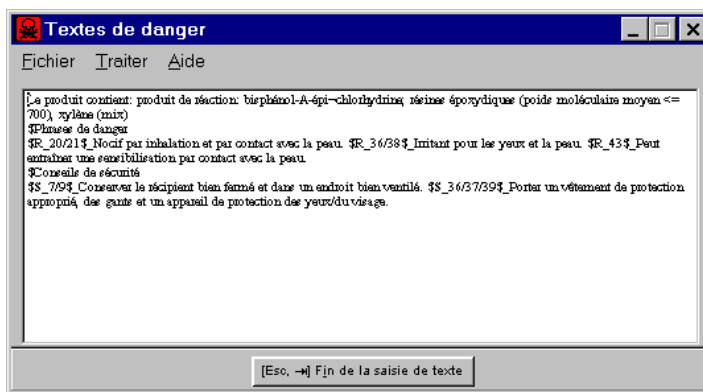 Textes de danger
Fichier Traiter Aide
Le produit contient: produit de réaction: bisphénol-A-épi-chlorhydrine; résines époxydiques (poids moléculaire moyen <=
700), xylène (mix)
$Phrases de danger
$R_20/21$_Nocif par inhalation et par contact avec la peau. $R_36/38$_Irritant pour les yeux et la peau. $R_43$_Peut
entraîner une sensibilisation par contact avec la peau.
$Conseils de sécurité
$S_7/9$_Conserver le récipient bien fermé et dans un endroit bien ventilé. $S_36/37/39$_Porter un vêtement de protection
approprié, des gants et un appareil de protection des yeux/du visage.
[Esc, →] Fin de la saisie de texte